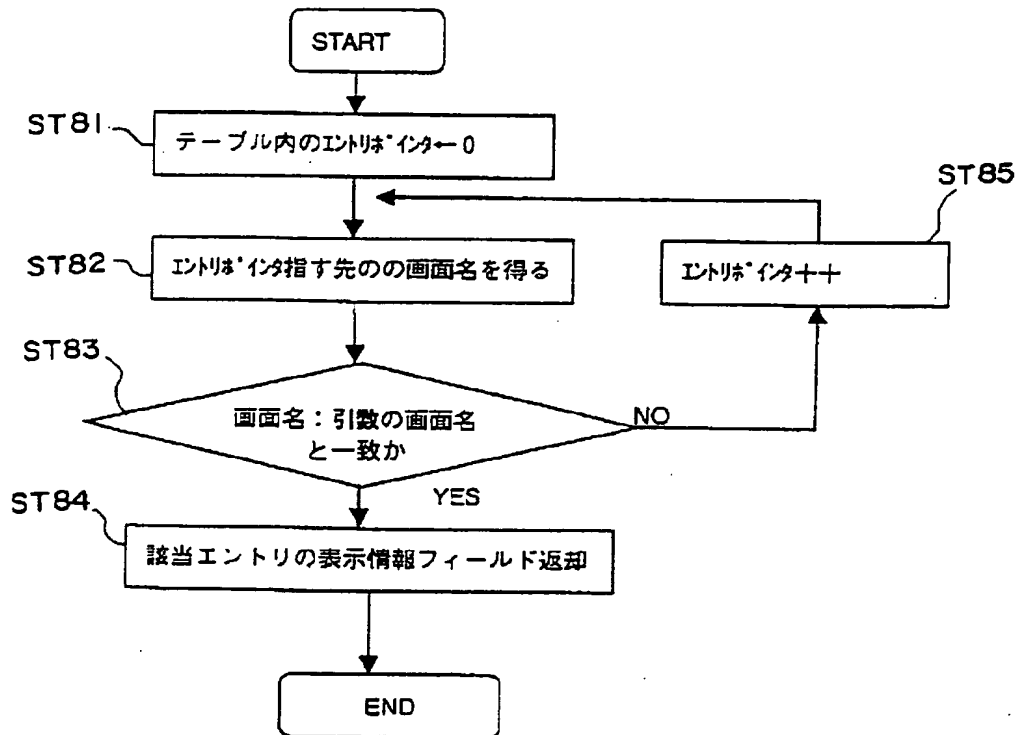 START
ST81
テーブル内のｴﾝﾄﾘﾎﾟｲﾝﾀ←0
ST85
ST82
ｴﾝﾄﾘﾎﾟｲﾝﾀ指す先のの画面名を得る
ｴﾝﾄﾘﾎﾟｲﾝﾀ++
ST83
画面名：引数の画面名
と一致か
NO
YES
ST84
該当エントリの表示情報フィールド返却
END